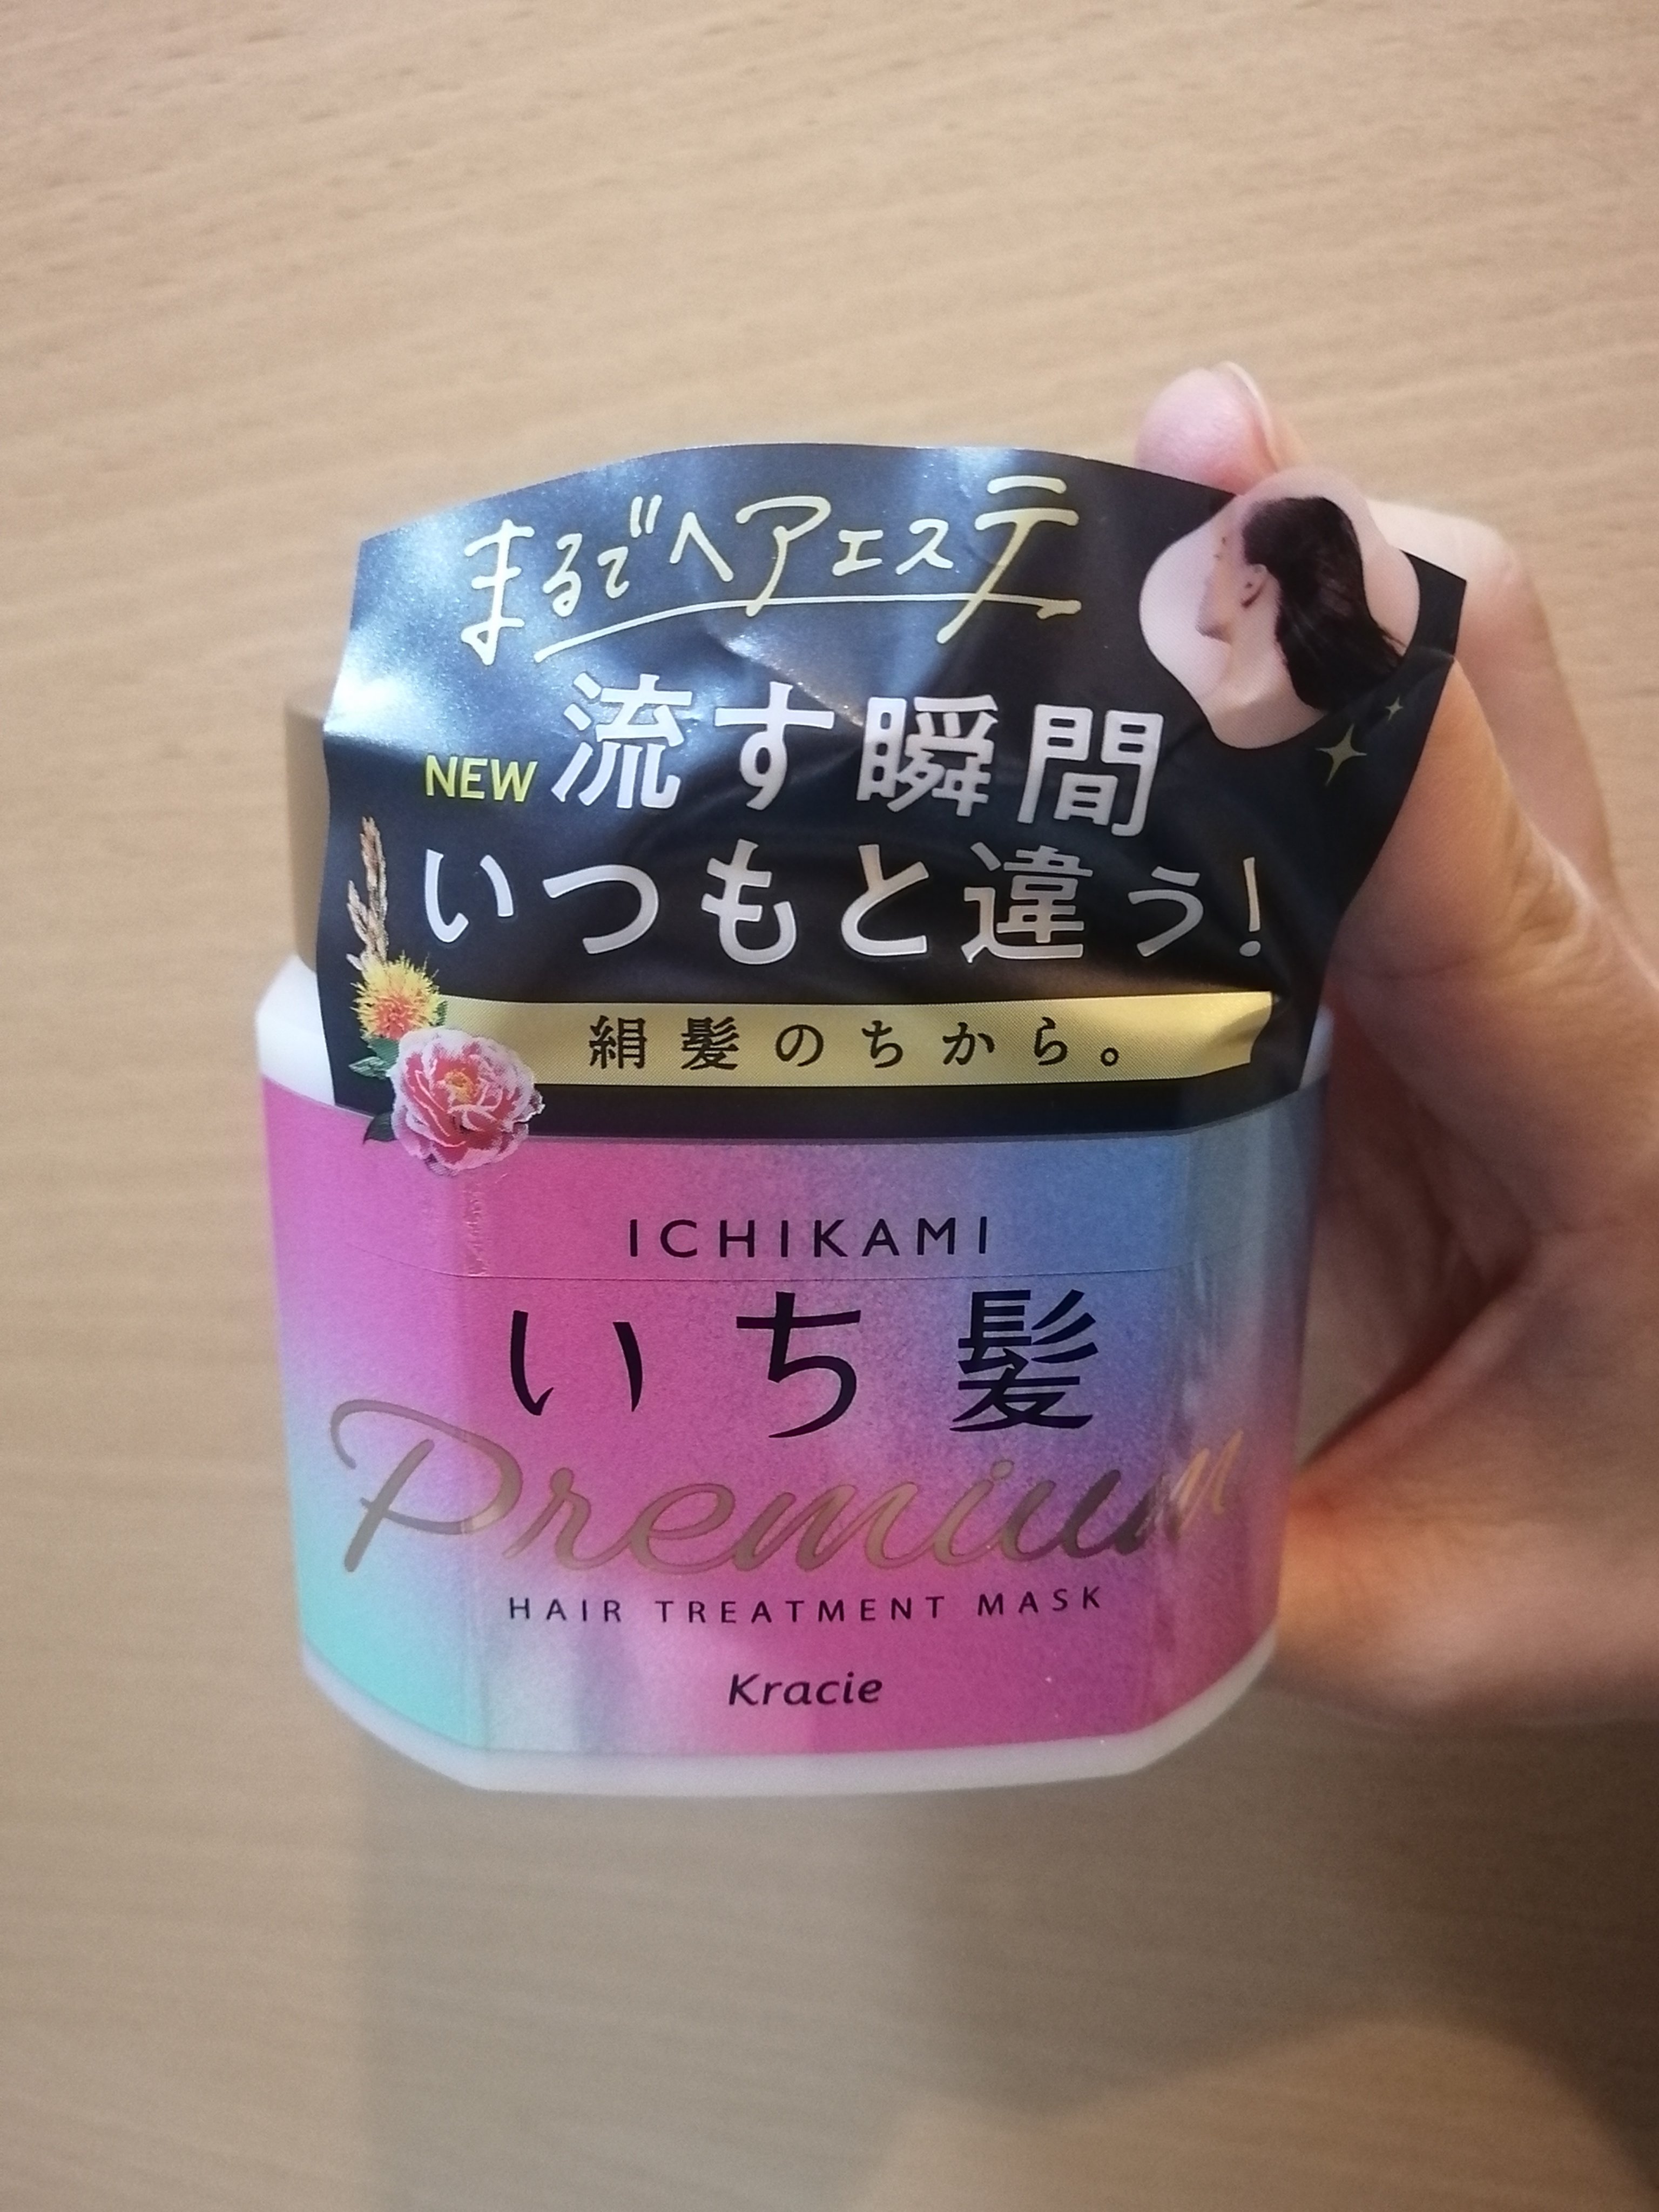 まるでヘアエステ
NEW 流す瞬間
いつもと違う!
絹髪のちから。
ICHIKAMI
いち髪
Premium
HAIR TREATMENT MASK
Kracie